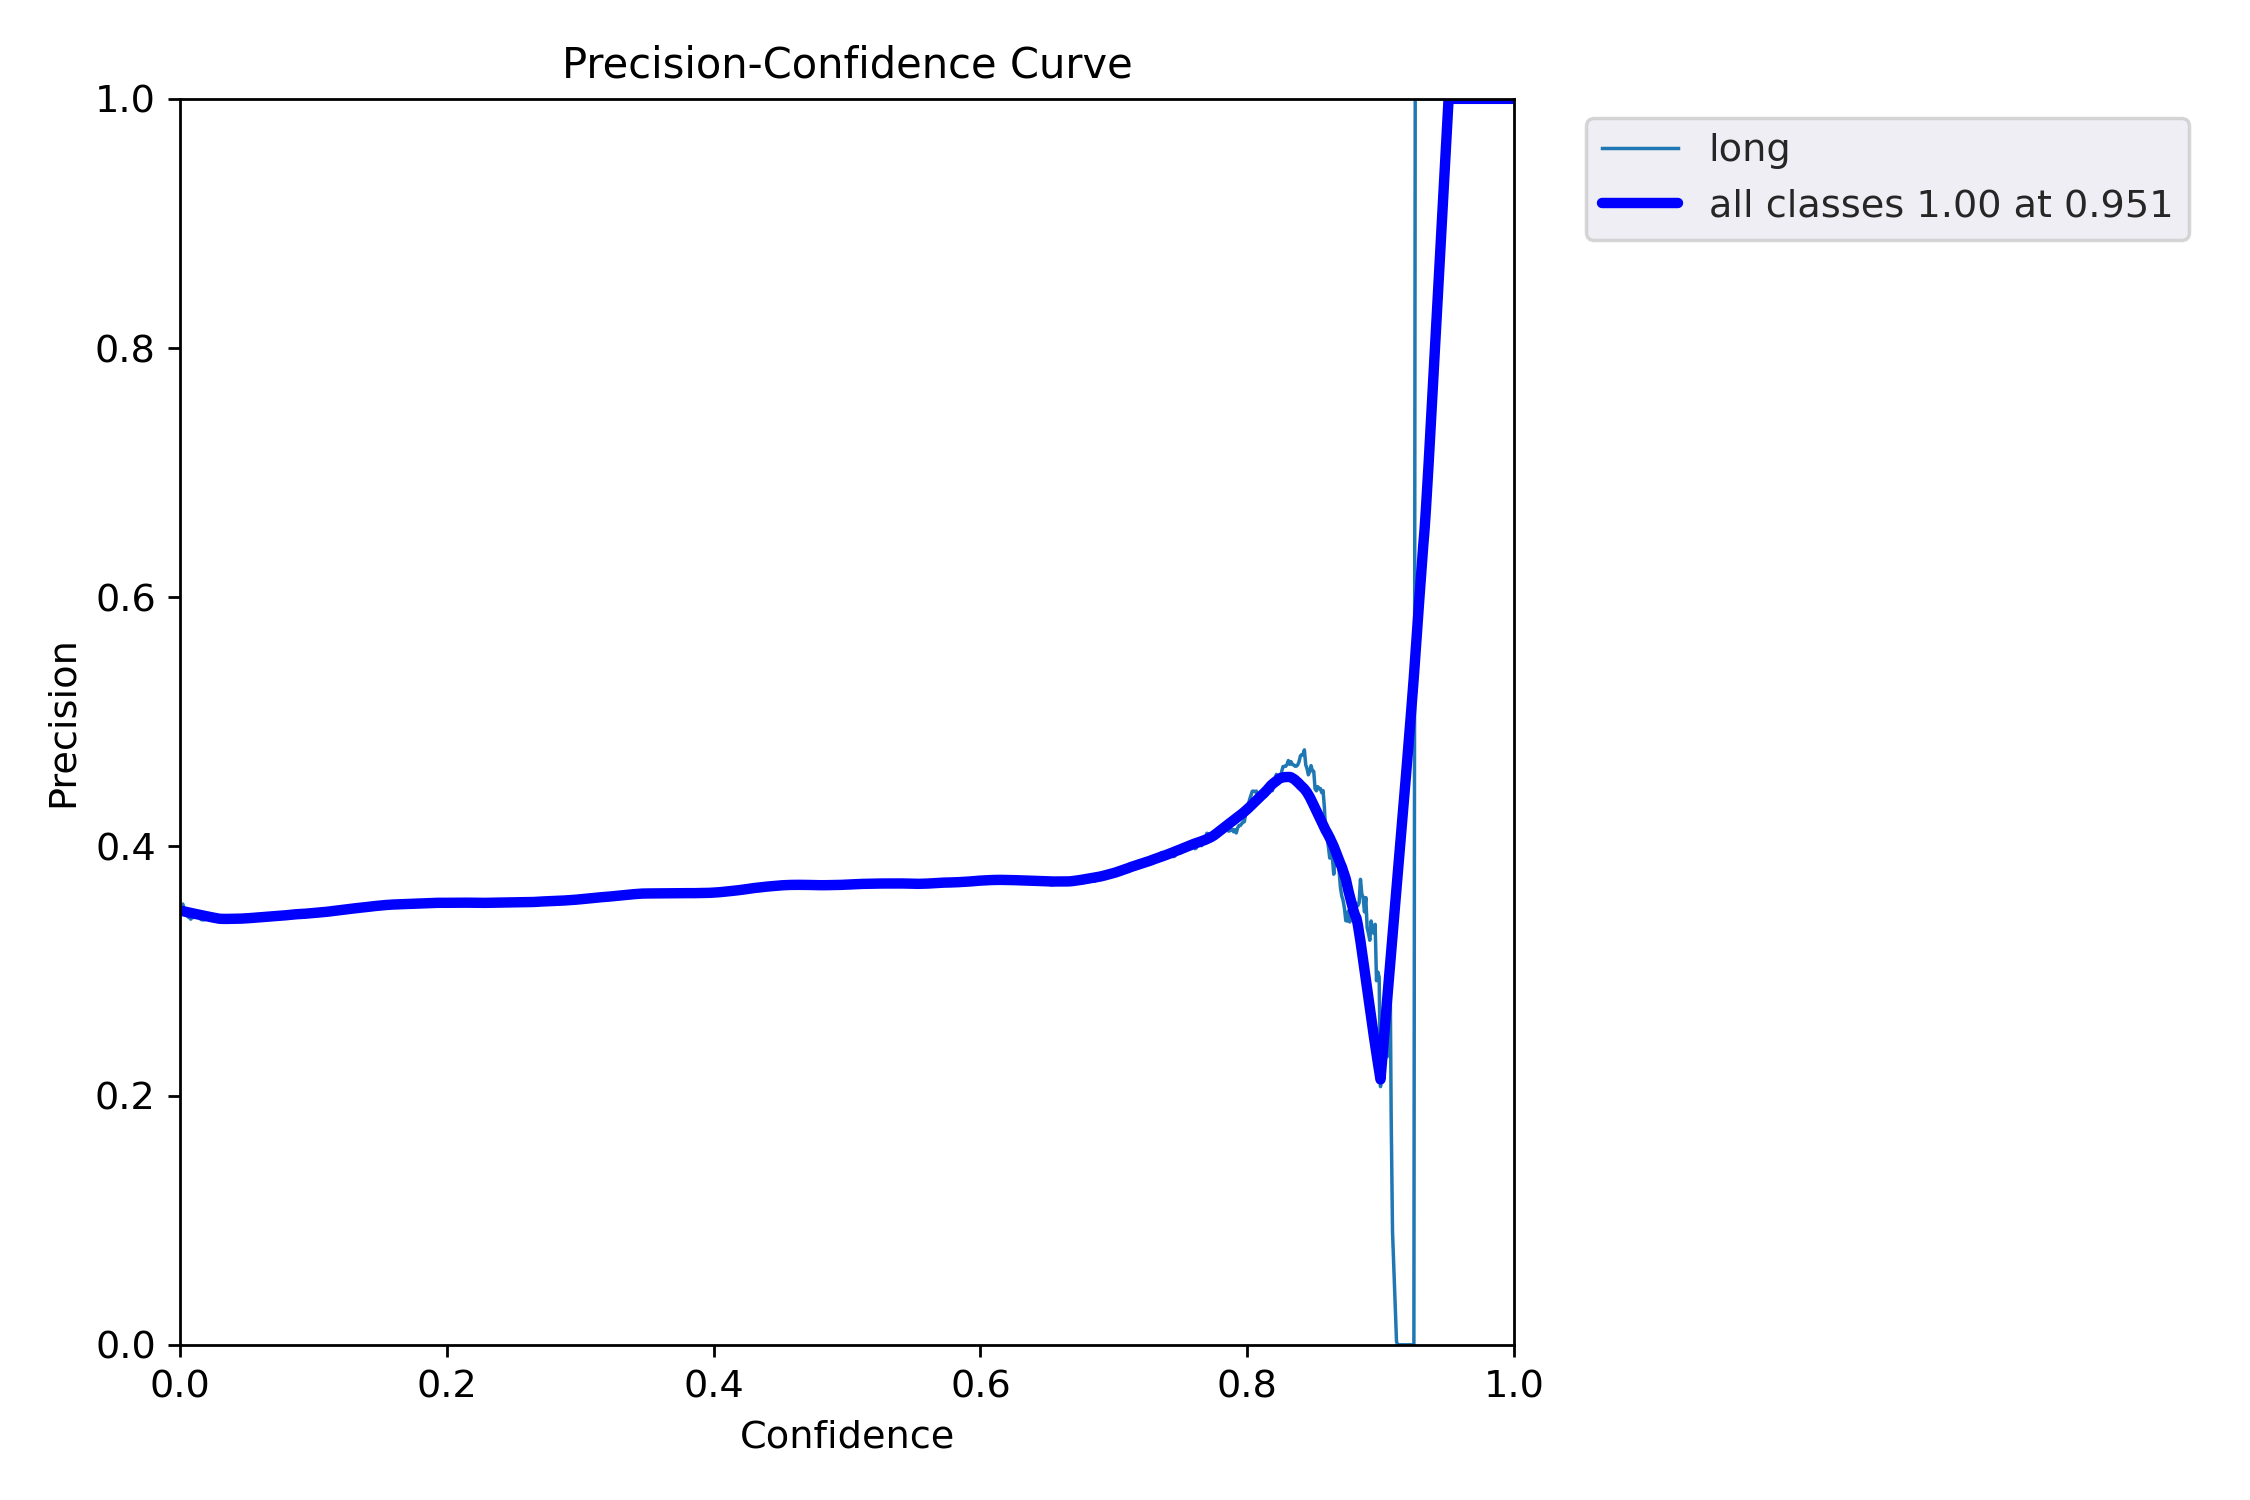 Precision-Confidence Curve
long
all classes 1.00 at 0.951
1.0
0.8
0.6
0.4
0.2
0.0
Precision
0.0 0.2 0.4 0.6 0.8 1.0
Confidence